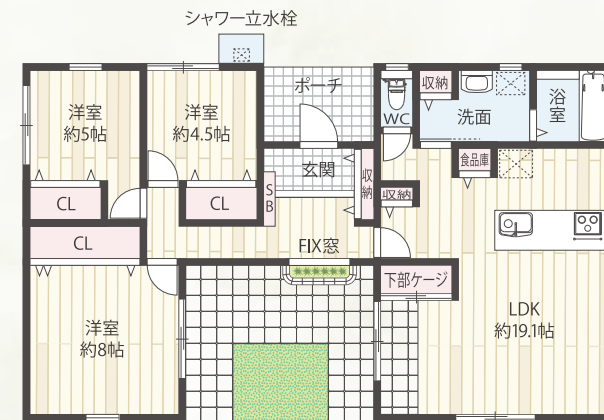 シャワー立水栓
洋室
約5帖
洋室
約4.5帖
ポーチ
WC
収納
洗面
浴室
CL
CL
玄関
SB
収納
収納
食品庫
CL
FIX窓
下部ケージ
洋室
約8帖
LDK
約19.1帖